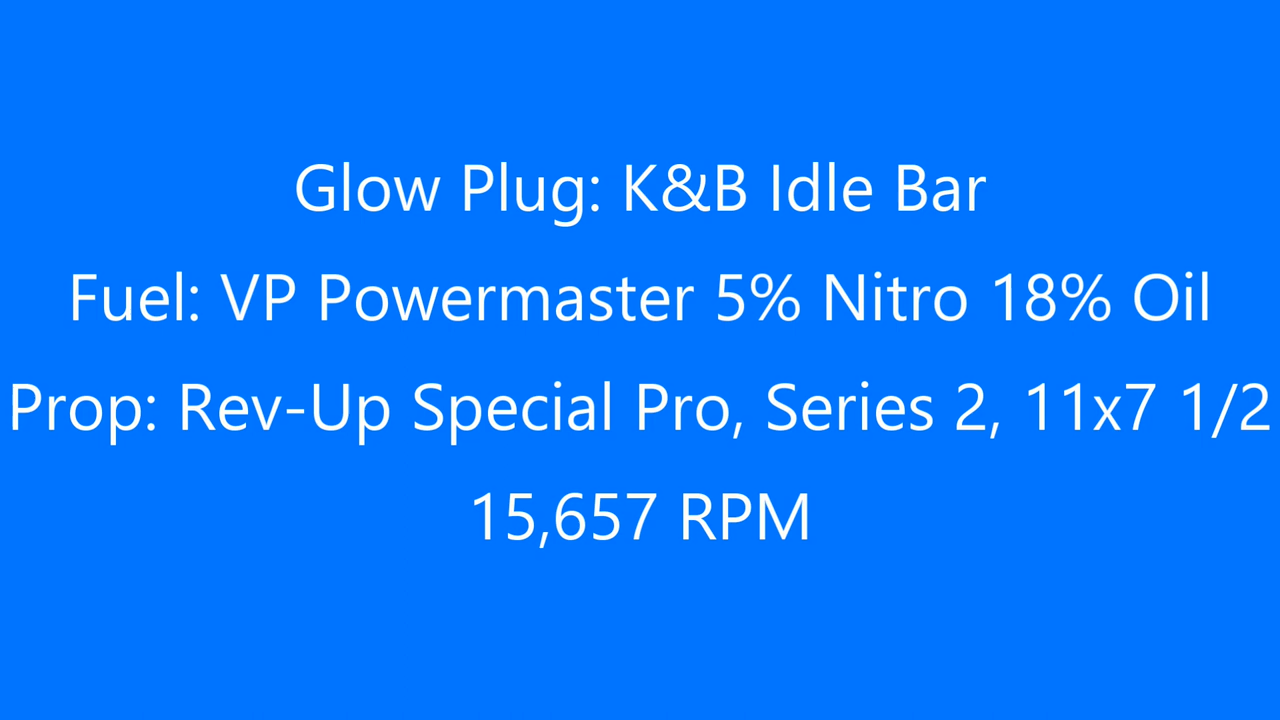 Glow Plug: K&B Idle Bar
Fuel: VP Powermaster 5% Nitro 18% Oil
Prop: Rev-Up Special Pro, Series 2, 11x7 1/2
15,657 RPM